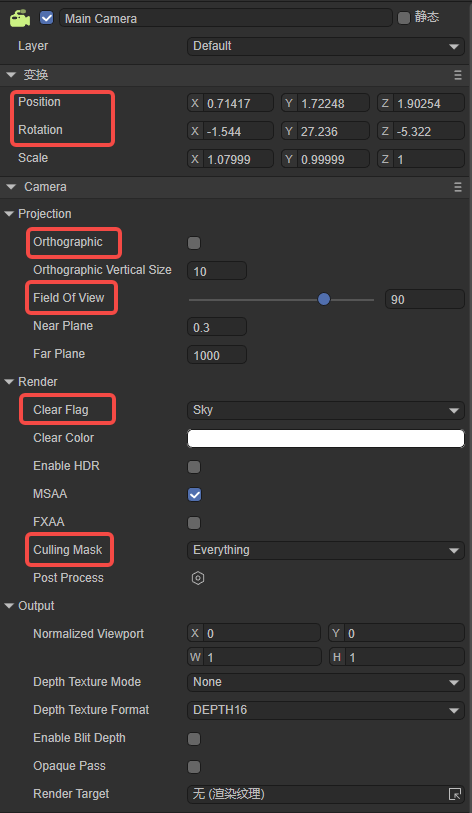 Main Camera 静态
Layer Default
变换
Position X 0.71417 Y 1.72248 Z 1.90254
Rotation X -1.544 Y 27.236 Z -5.322
Scale X 1.07999 Y 0.99999 Z 1
Camera
Projection
Orthographic
Orthographic Vertical Size 10
Field Of View 90
Near Plane 0.3
Far Plane 1000
Render
Clear Flag Sky
Clear Color
Enable HDR
MSAA
FXAA
Culling Mask Everything
Post Process
Output
Normalized Viewport X 0 Y 0
W 1 H 1
Depth Texture Mode None
Depth Texture Format DEPTH16
Enable Blit Depth
Opaque Pass
Render Target 无 (渲染纹理)